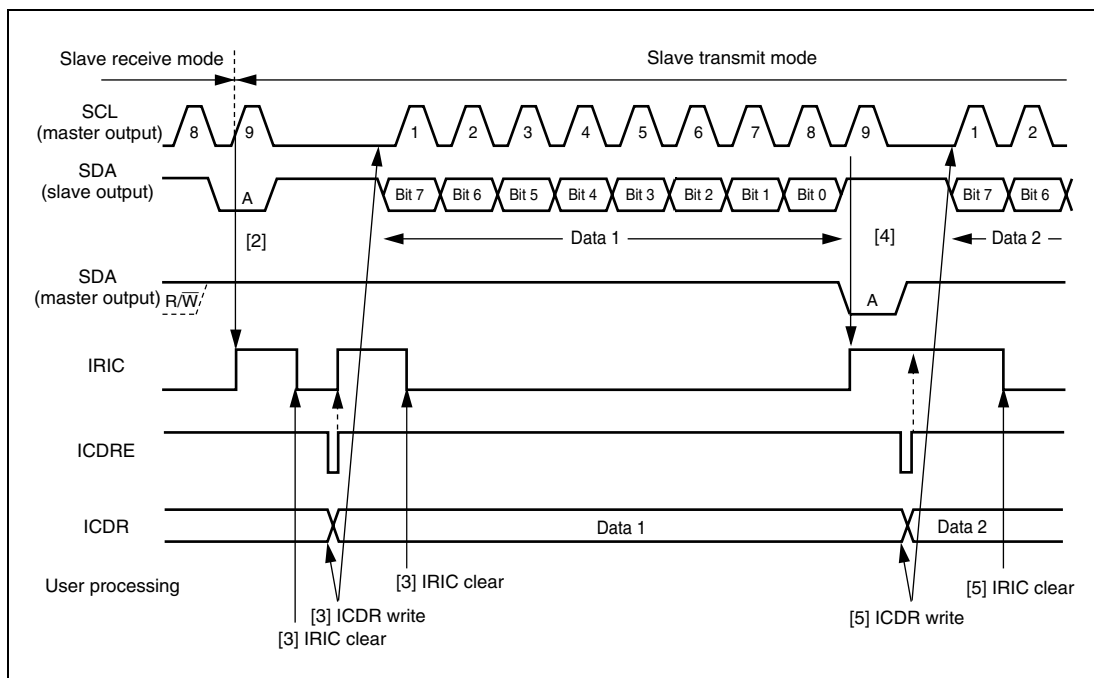 Slave receive mode
Slave transmit mode
SCL
(master output)
8
9
1
2
3
4
5
6
7
8
9
1
2
SDA
(slave output)
A
Bit 7
Bit 6
Bit 5
Bit 4
Bit 3
Bit 2
Bit 1
Bit 0
Bit 7
Bit 6
[2]
Data 1
[4]
Data 2
SDA
(master output)
R/W̅
A
IRIC
ICDRE
ICDR
Data 1
Data 2
User processing
[3] IRIC clear
[5] IRIC clear
[3] ICDR write
[5] ICDR write
[3] IRIC clear